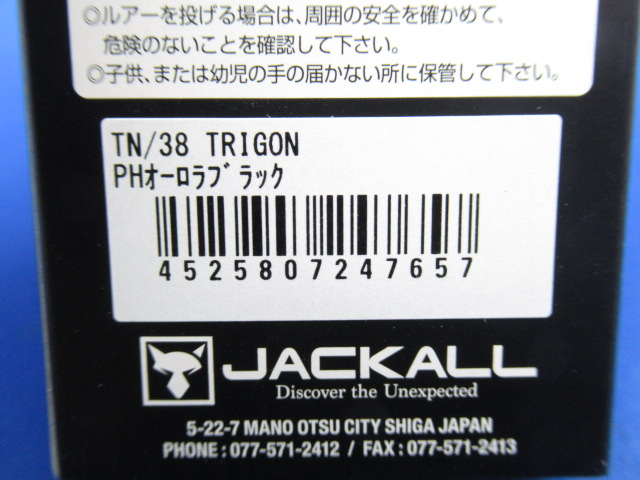 ◎ルアーを投げる場合は、周囲の安全を確かめて、
危険のないことを確認して下さい。
◎子供、または幼児の手の届かない所に保管して下さい。
TN/38 TRIGON
PHｵｰﾛﾗﾌﾞﾗｯｸ
4525807247657
JACKALL
Discover the Unexpected
5-22-7 MANO OTSU CITY SHIGA JAPAN
PHONE : 077-571-2412 / FAX : 077-571-2413